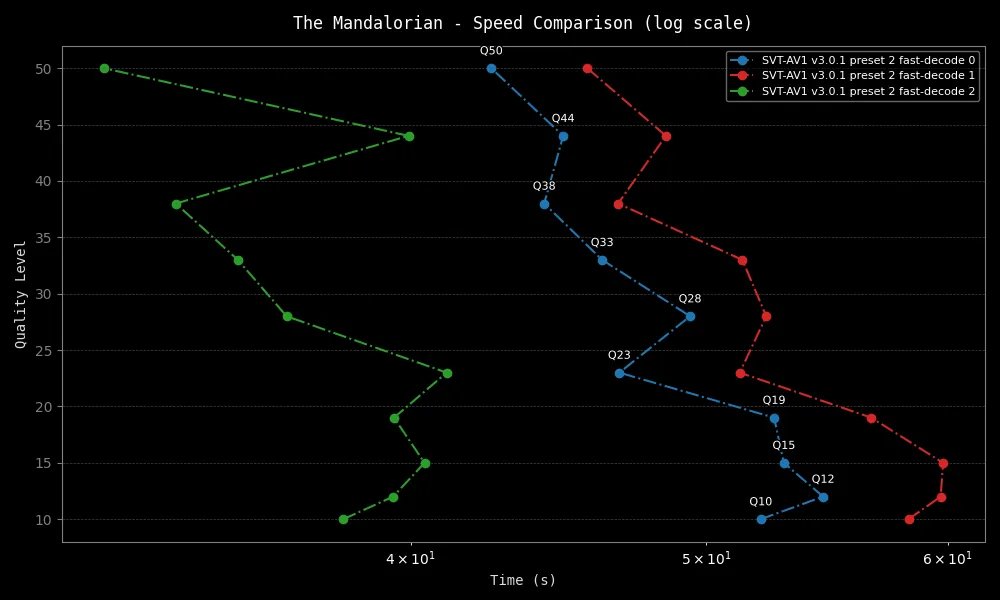 The Mandalorian - Speed Comparison (log scale)
SVT-AV1 v3.0.1 preset 2 fast-decode 0
SVT-AV1 v3.0.1 preset 2 fast-decode 1
SVT-AV1 v3.0.1 preset 2 fast-decode 2
Quality Level
50
45
40
35
30
25
20
15
10
Q50
Q44
Q38
Q33
Q28
Q23
Q19
Q15
Q12
Q10
4 × 10¹
5 × 10¹
6 × 10¹
Time (s)